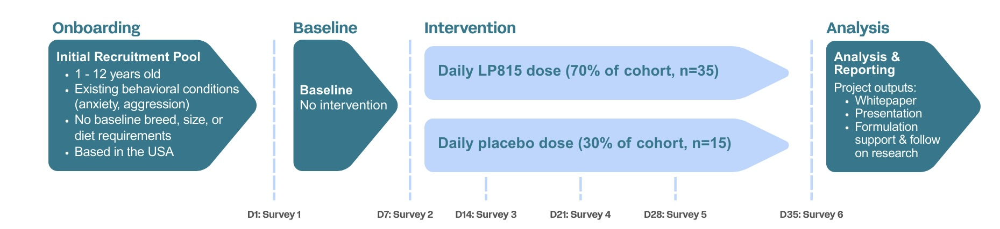 Onboarding
Initial Recruitment Pool
• 1 - 12 years old
• Existing behavioral conditions
(anxiety, aggression)
• No baseline breed, size, or
diet requirements
• Based in the USA
Baseline
Baseline
No intervention
Intervention
Daily LP815 dose (70% of cohort, n=35)
Daily placebo dose (30% of cohort, n=15)
Analysis
Analysis &
Reporting
Project outputs:
• Whitepaper
• Presentation
• Formulation
support & follow
on research
D1: Survey 1
D7: Survey 2
D14: Survey 3
D21: Survey 4
D28: Survey 5
D35: Survey 6